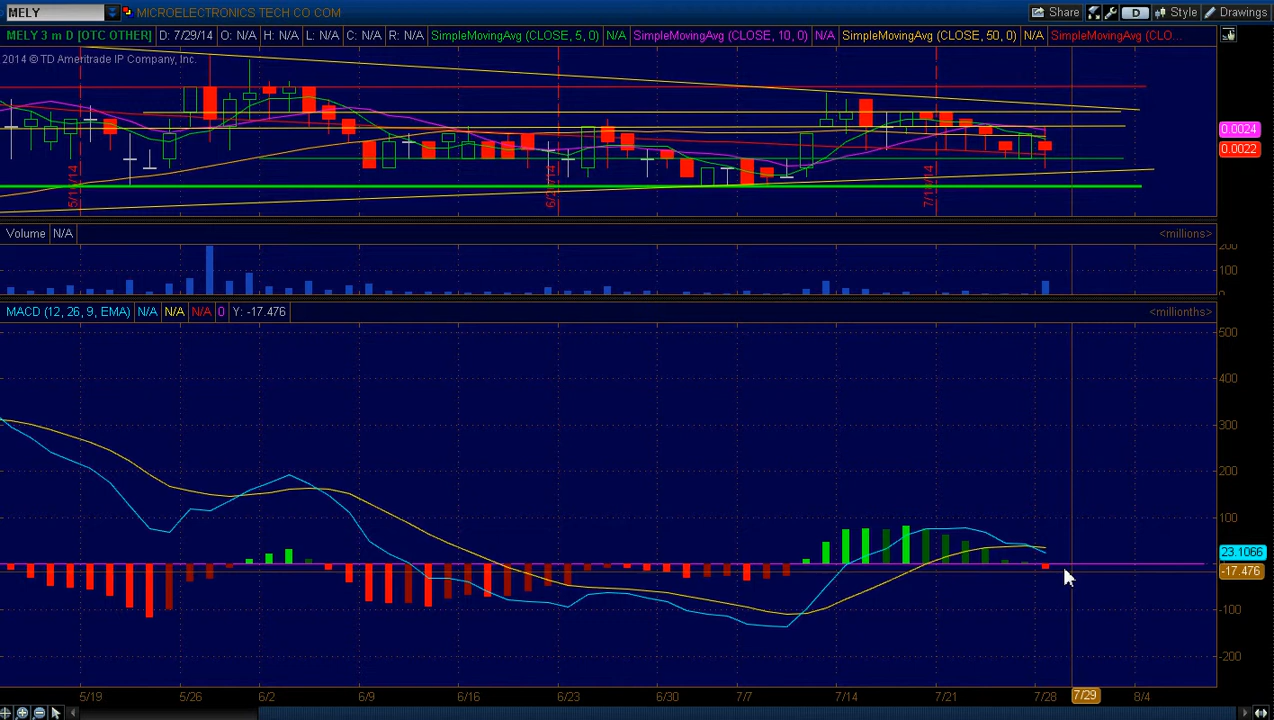 MELY MICROELECTRONICS TECH CO COM Share D Style Drawings
MELY 3 m D [OTC OTHER] D: 7/29/14 O: N/A H: N/A L: N/A C: N/A R: N/A SimpleMovingAvg (CLOSE, 5, 0) N/A SimpleMovingAvg (CLOSE, 10, 0) N/A SimpleMovingAvg (CLOSE, 50, 0) N/A SimpleMovingAvg (CLO...
2014 © TD Ameritrade IP Company, Inc.
0.0024
0.0022
Volume N/A <millions>
200
100
0
MACD (12, 26, 9, EMA) N/A N/A N/A 0 Y: -17.476 <millionths>
500
400
300
200
100
23.1066
-17.476
-100
-200
5/19 5/26 6/2 6/9 6/16 6/23 6/30 7/7 7/14 7/21 7/28 7/29 8/4